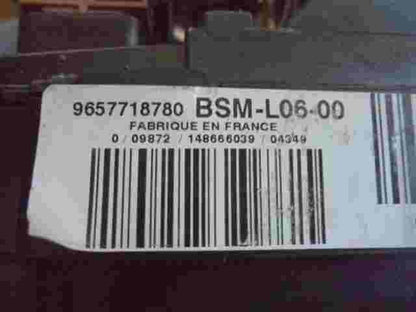 9657718780 BSM-L06-00
FABRIQUE EN FRANCE
0 / 09872 / 148666039 / 04349